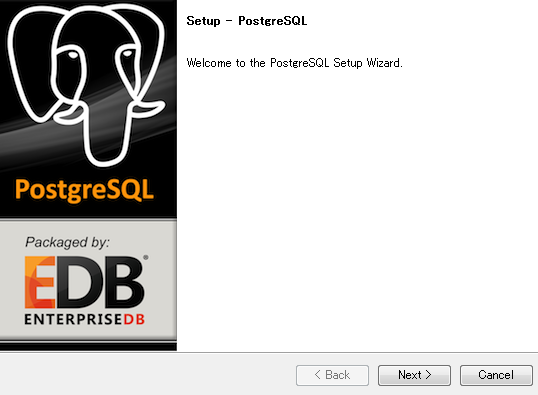 Setup - PostgreSQL
Welcome to the PostgreSQL Setup Wizard.
PostgreSQL
Packaged by:
EDB
ENTERPRISEDB
< Back
Next >
Cancel